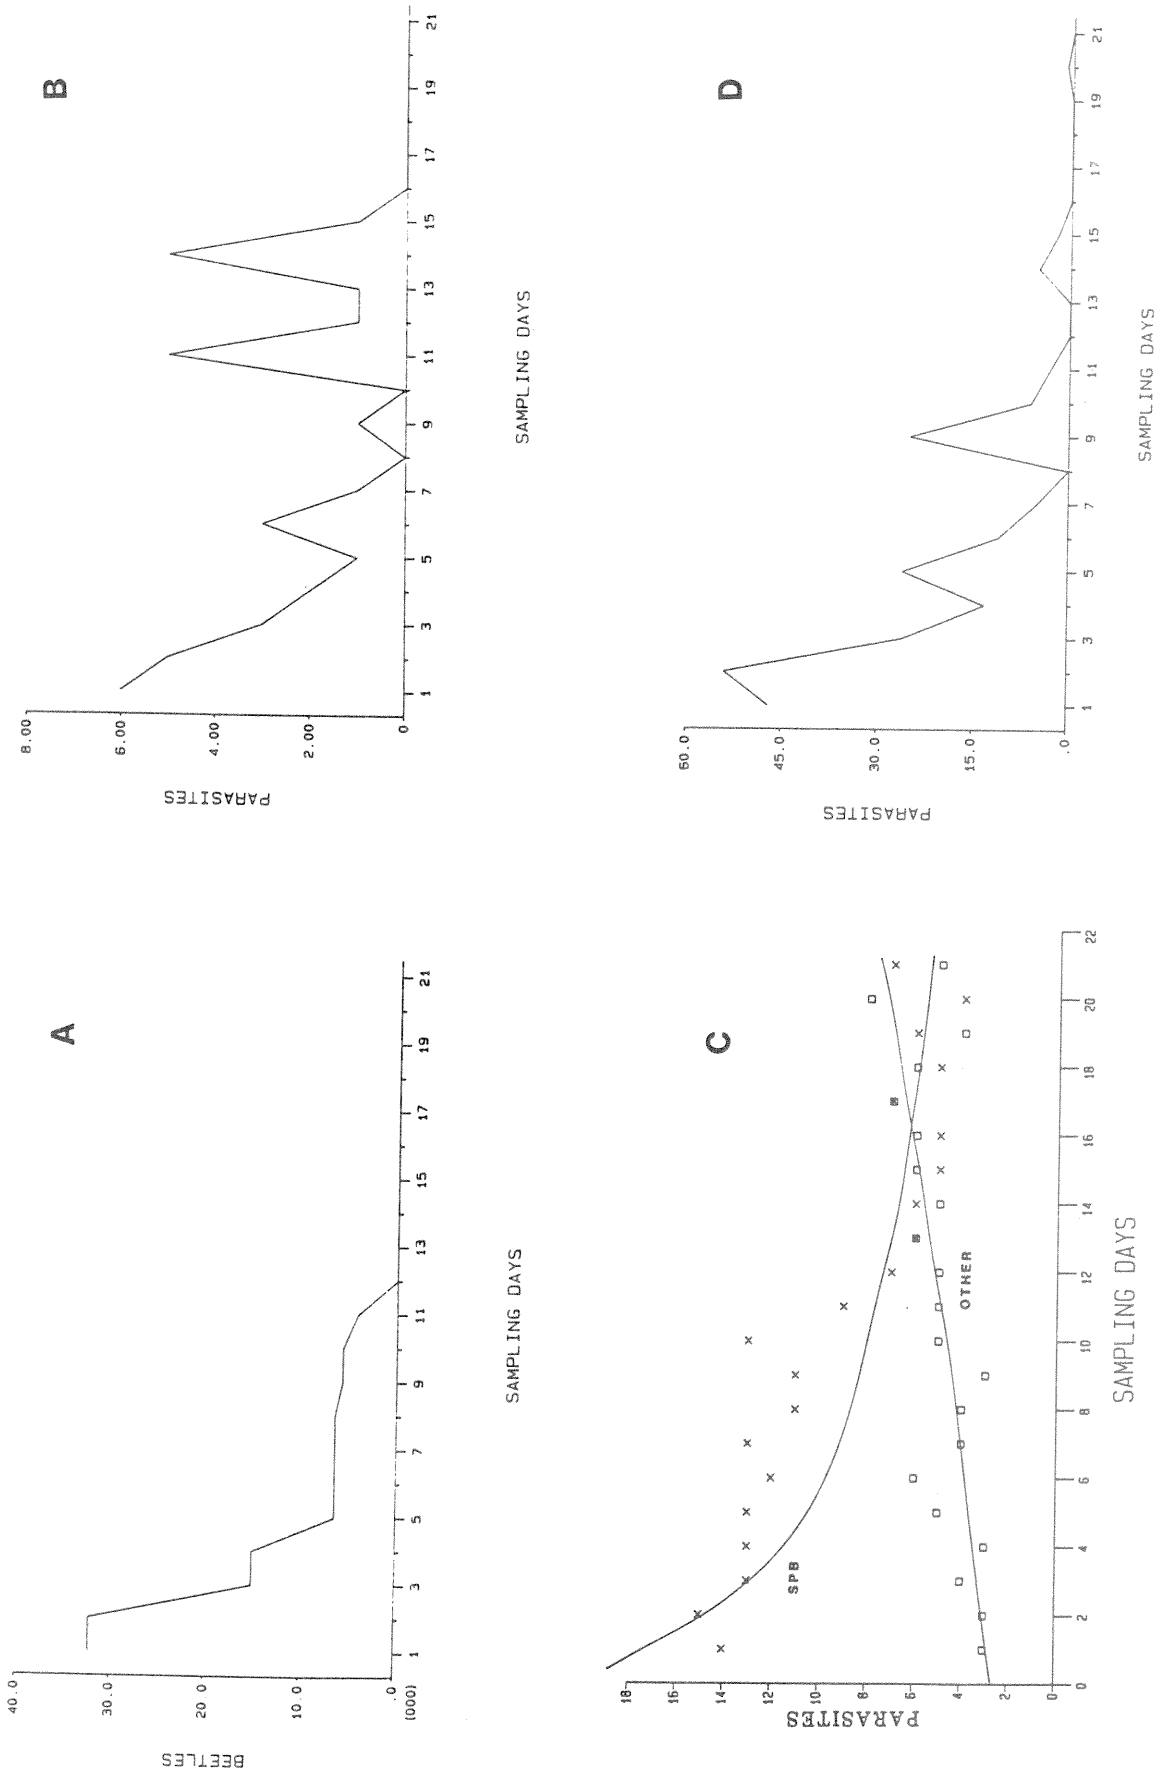 A
BEETLES
40.0
30.0
20.0
10.0
.0
(000)
1 3 5 7 9 11 13 15 17 19 21
SAMPLING DAYS
B
PARASITES
8.00
6.00
4.00
2.00
0
1 3 5 7 9 11 13 15 17 19 21
SAMPLING DAYS
C
PARASITES
18
16
14
12
10
8
6
4
2
0
SPB
OTHER
0 2 4 6 8 10 12 14 16 18 20 22
SAMPLING DAYS
D
PARASITES
60.0
45.0
30.0
15.0
.0
1 3 5 7 9 11 13 15 17 19 21
SAMPLING DAYS